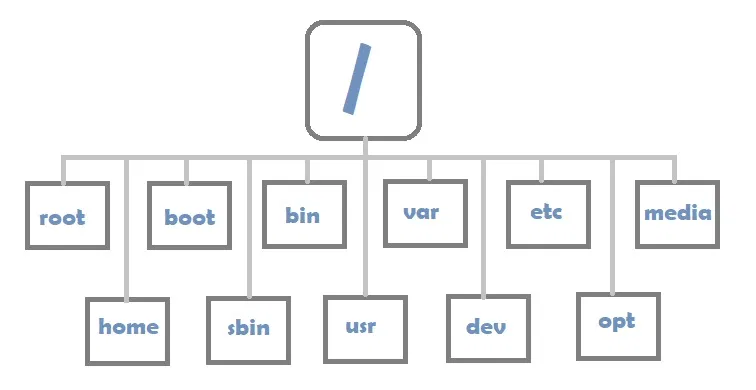 /
root
boot
bin
var
etc
media
home
sbin
usr
dev
opt